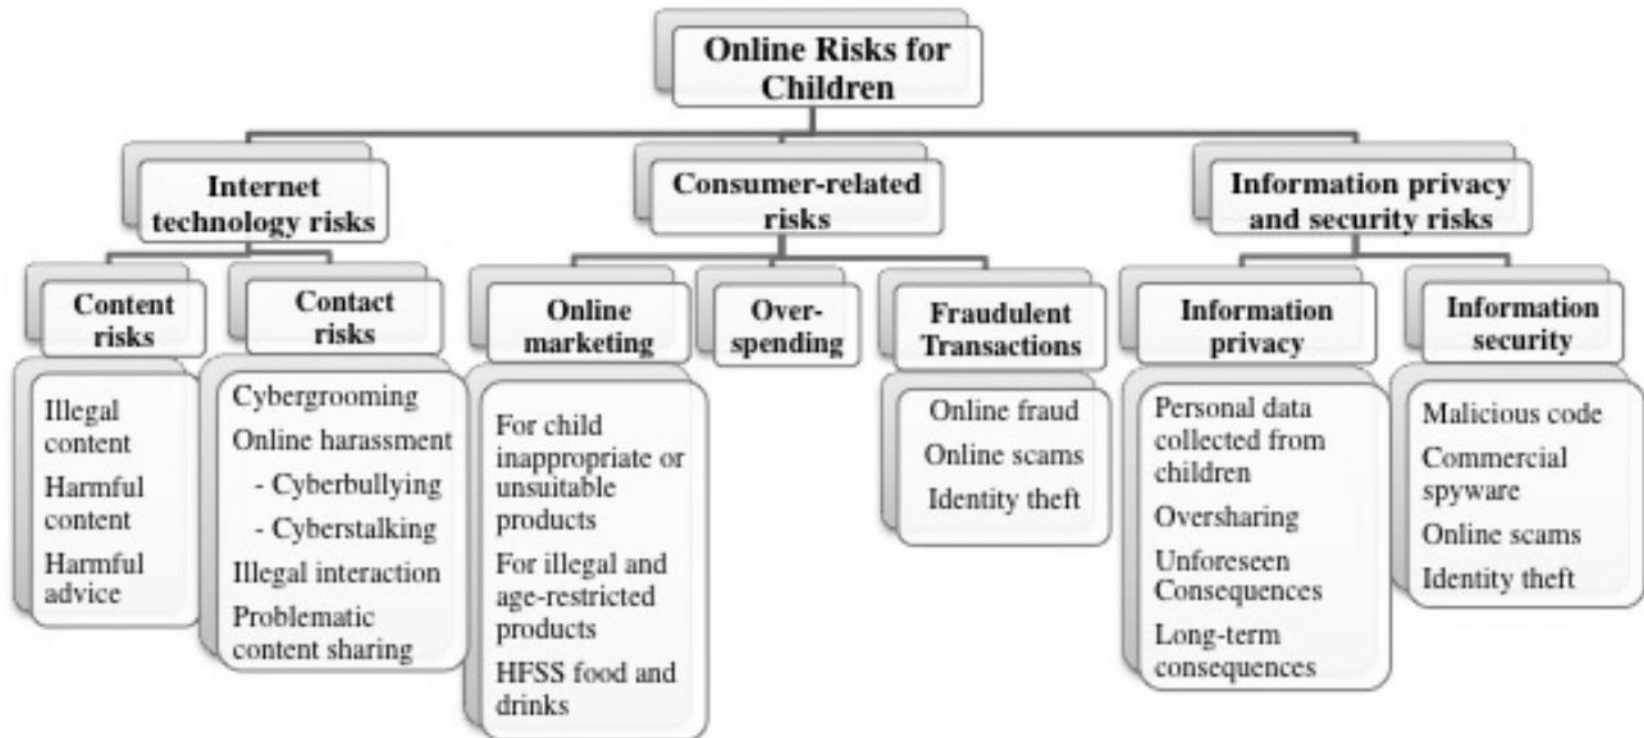 Online Risks for
Children
Internet
technology risks
Consumer-related
risks
Information privacy
and security risks
Content
risks
Contact
risks
Online
marketing
Over-
spending
Fraudulent
Transactions
Information
privacy
Information
security
Illegal
content
Harmful
content
Harmful
advice
Cybergrooming
Online harassment
- Cyberbullying
- Cyberstalking
Illegal interaction
Problematic
content sharing
For child
inappropriate or
unsuitable
products
For illegal and
age-restricted
products
HFSS food and
drinks
Online fraud
Online scams
Identity theft
Personal data
collected from
children
Oversharing
Unforeseen
Consequences
Long-term
consequences
Malicious code
Commercial
spyware
Online scams
Identity theft